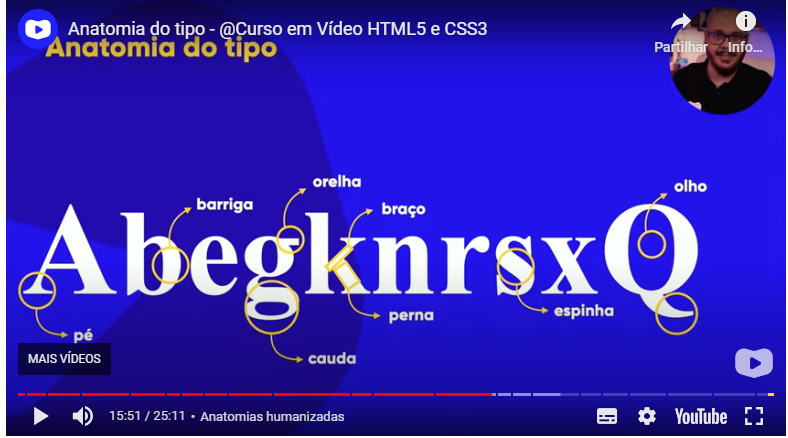 Anatomia do tipo - @Curso em Vídeo HTML5 e CSS3
Partilhar
Info...
Anatomia do tipo
orelha
olho
barriga
braço
AbegknrsxQ
perna
espinha
pé
cauda
MAIS VÍDEOS
15:51 / 25:11 • Anatomias humanizadas
YouTube